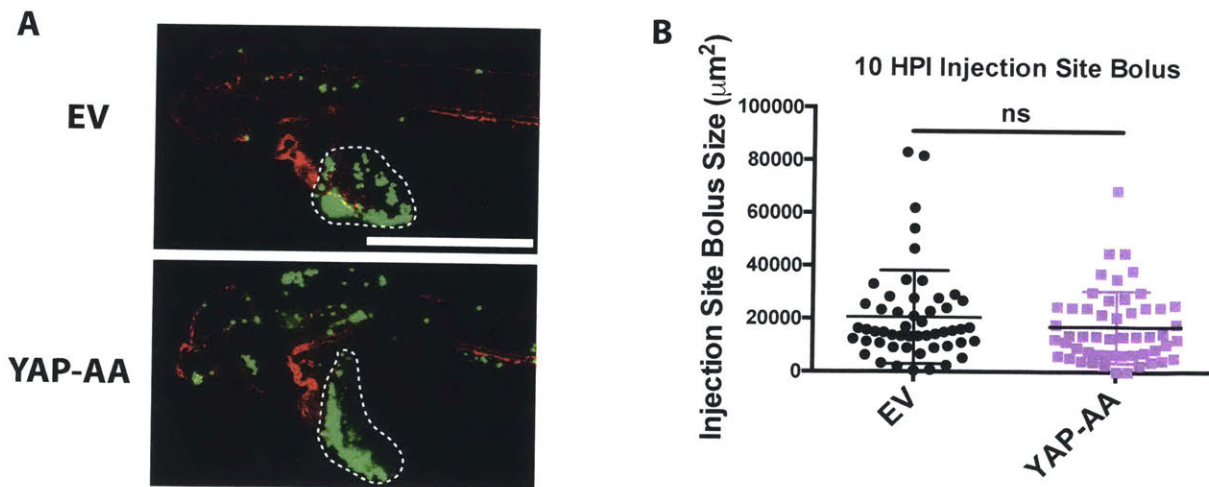 A
EV
YAP-AA
B
10 HPI Injection Site Bolus
ns
Injection Site Bolus Size (μm²)
100000
80000
60000
40000
20000
0
EV
YAP-AA